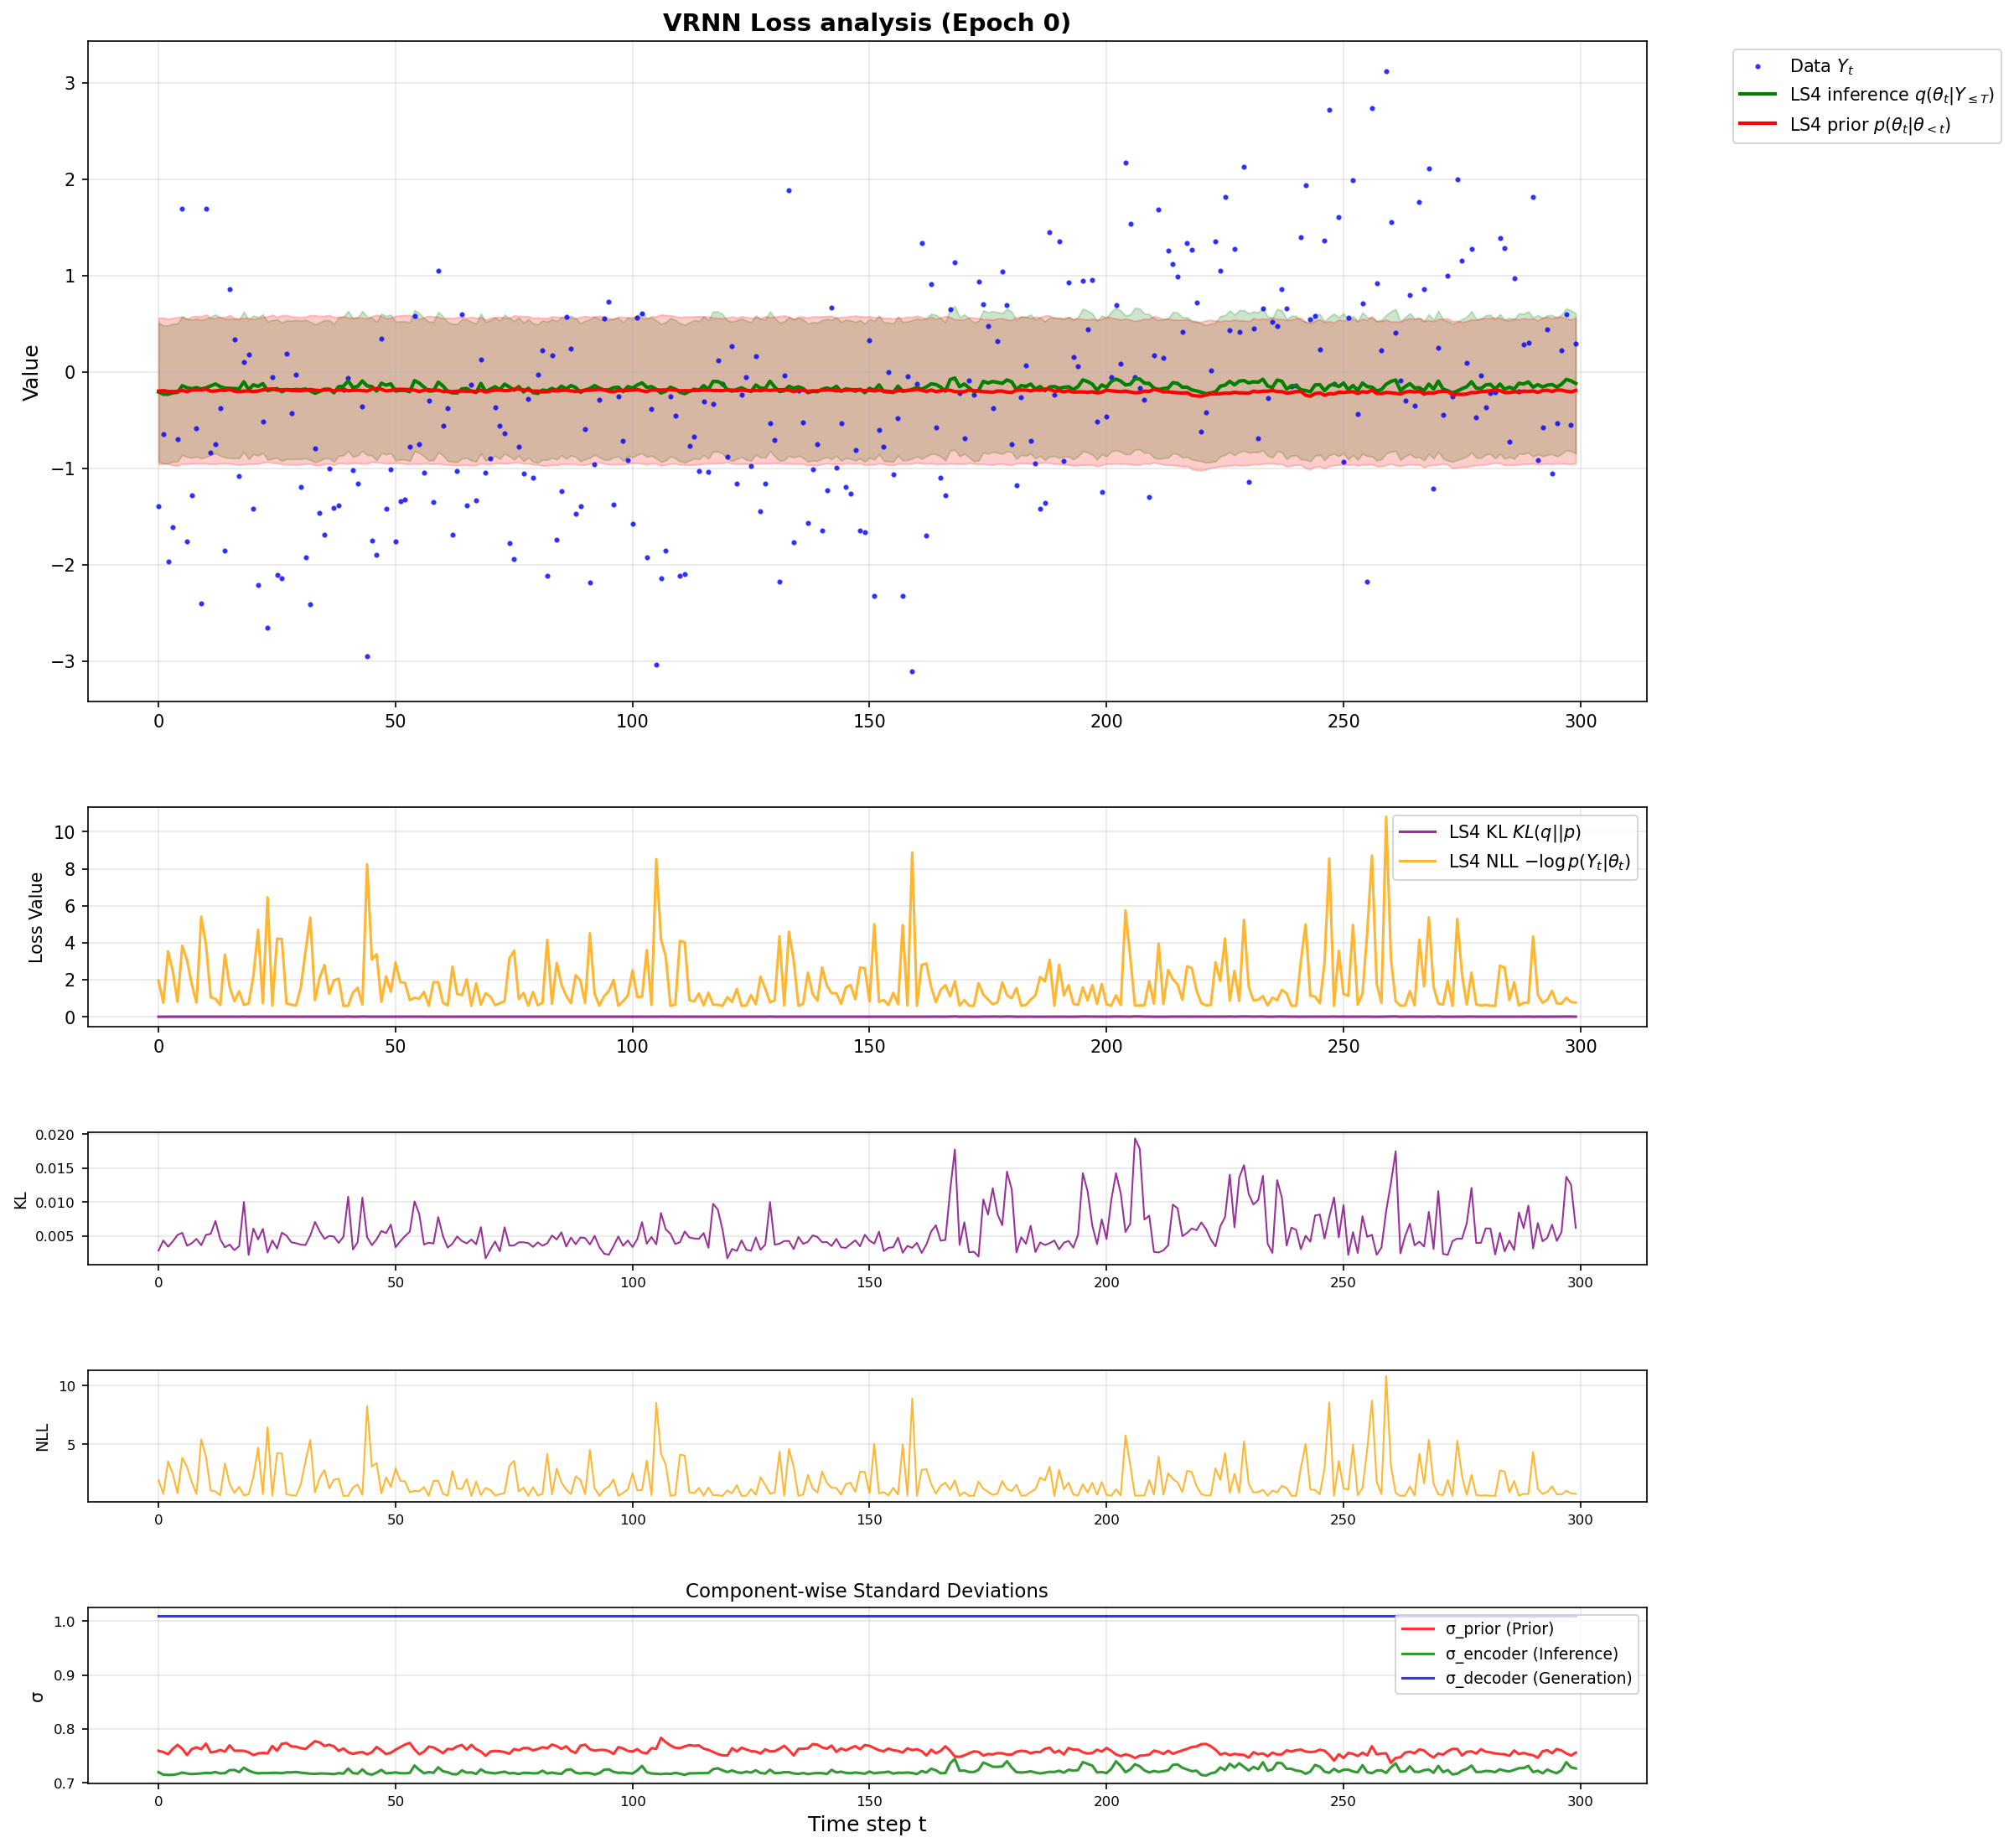 VRNN Loss analysis (Epoch 0)
Value
3
2
1
0
−1
−2
−3
0 50 100 150 200 250 300
Data Y_t
LS4 inference q(θ_t|Y_{≤T})
LS4 prior p(θ_t|θ_{<t})
Loss Value
10
8
6
4
2
0
0 50 100 150 200 250 300
LS4 KL KL(q||p)
LS4 NLL −log p(Y_t|θ_t)
KL
0.020
0.015
0.010
0.005
0 50 100 150 200 250 300
NLL
10
5
0 50 100 150 200 250 300
Component-wise Standard Deviations
σ
1.0
0.9
0.8
0.7
σ_prior (Prior)
σ_encoder (Inference)
σ_decoder (Generation)
0 50 100 150 200 250 300
Time step t